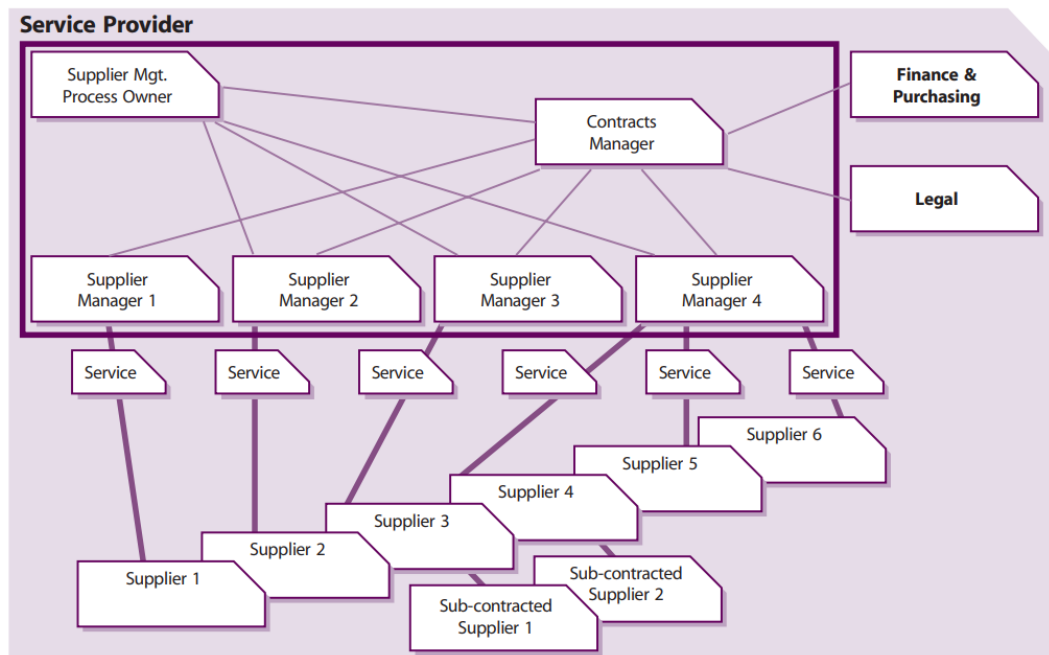 Service Provider
Supplier Mgt.
Process Owner
Contracts
Manager
Finance &
Purchasing
Legal
Supplier
Manager 1
Supplier
Manager 2
Supplier
Manager 3
Supplier
Manager 4
Service
Service
Service
Service
Service
Service
Supplier 6
Supplier 5
Supplier 4
Supplier 3
Supplier 2
Supplier 1
Sub-contracted
Supplier 2
Sub-contracted
Supplier 1